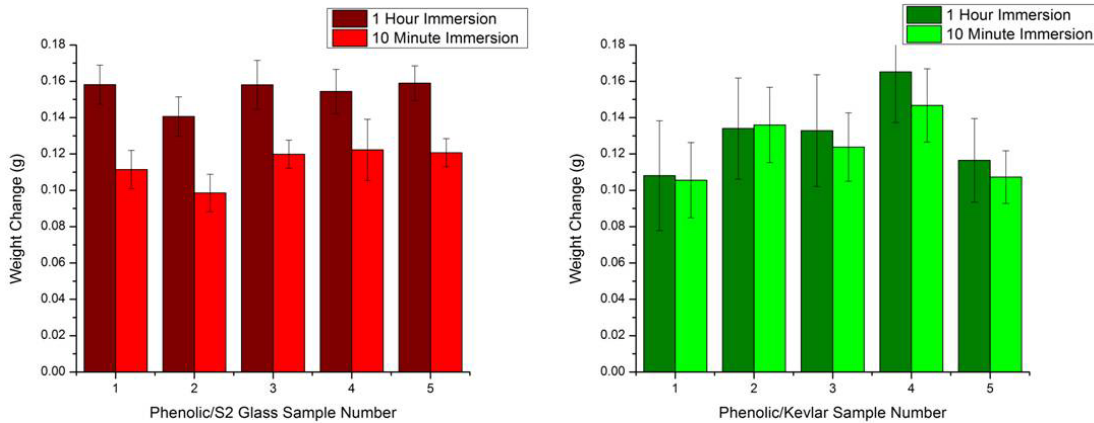 1 Hour Immersion
10 Minute Immersion
0.18
0.16
0.14
0.12
0.10
0.08
0.06
0.04
0.02
0.00
Weight Change (g)
1 2 3 4 5
Phenolic/S2 Glass Sample Number
1 Hour Immersion
10 Minute Immersion
0.18
0.16
0.14
0.12
0.10
0.08
0.06
0.04
0.02
0.00
Weight Change (g)
1 2 3 4 5
Phenolic/Kevlar Sample Number